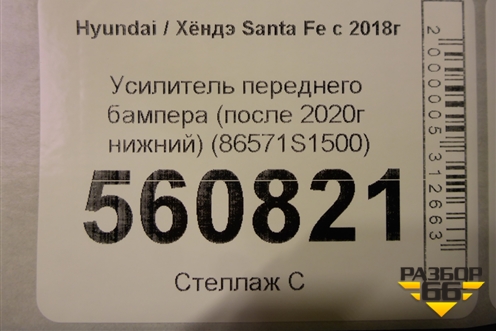 Hyundai / Хёндэ Santa Fe с 2018г
Усилитель переднего
бампера (после 2020г
нижний) (86571S1500)
560821
Стеллаж С
2000005312663
РАЗБОР
66